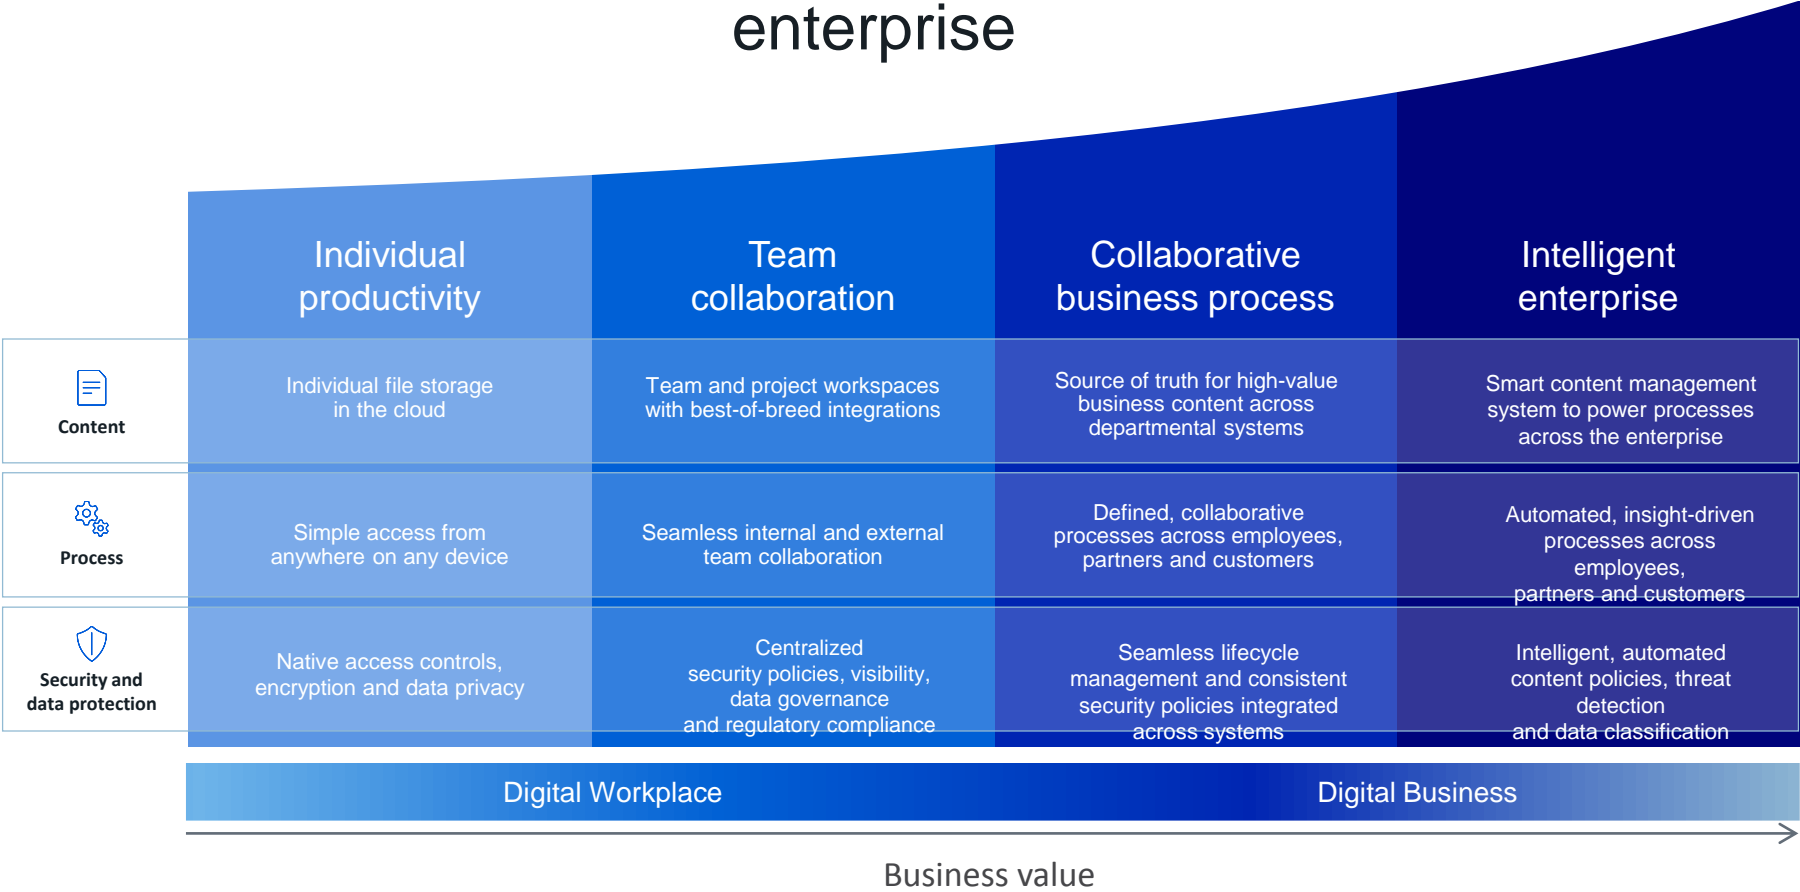 enterprise
Individual
productivity
Team
collaboration
Collaborative
business process
Intelligent
enterprise
Content
Individual file storage
in the cloud
Team and project workspaces
with best-of-breed integrations
Source of truth for high-value
business content across
departmental systems
Smart content management
system to power processes
across the enterprise
Process
Simple access from
anywhere on any device
Seamless internal and external
team collaboration
Defined, collaborative
processes across employees,
partners and customers
Automated, insight-driven
processes across
employees,
partners and customers
Security and
data protection
Native access controls,
encryption and data privacy
Centralized
security policies, visibility,
data governance
and regulatory compliance
Seamless lifecycle
management and consistent
security policies integrated
across systems
Intelligent, automated
content policies, threat
detection
and data classification
Digital Workplace
Digital Business
Business value